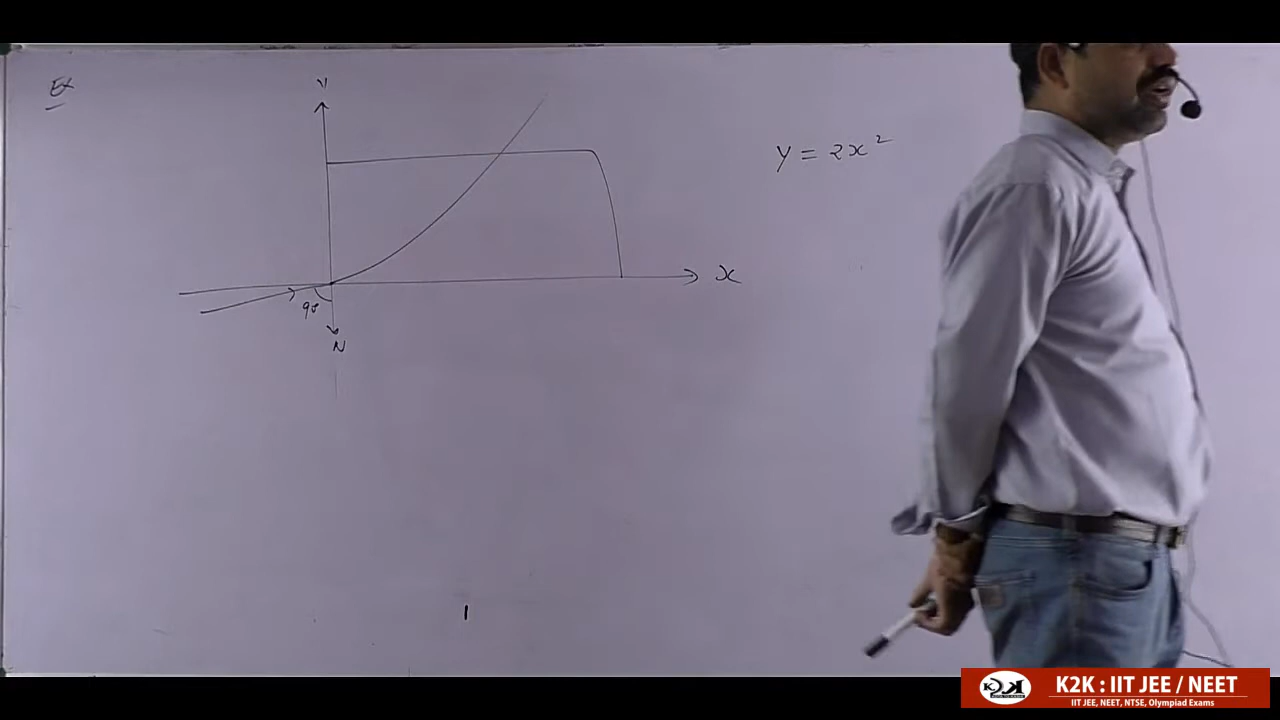 Ex
y
y = 2x²
x
90
N
K2K : IIT JEE / NEET
IIT JEE, NEET, NTSE, Olympiad Exams